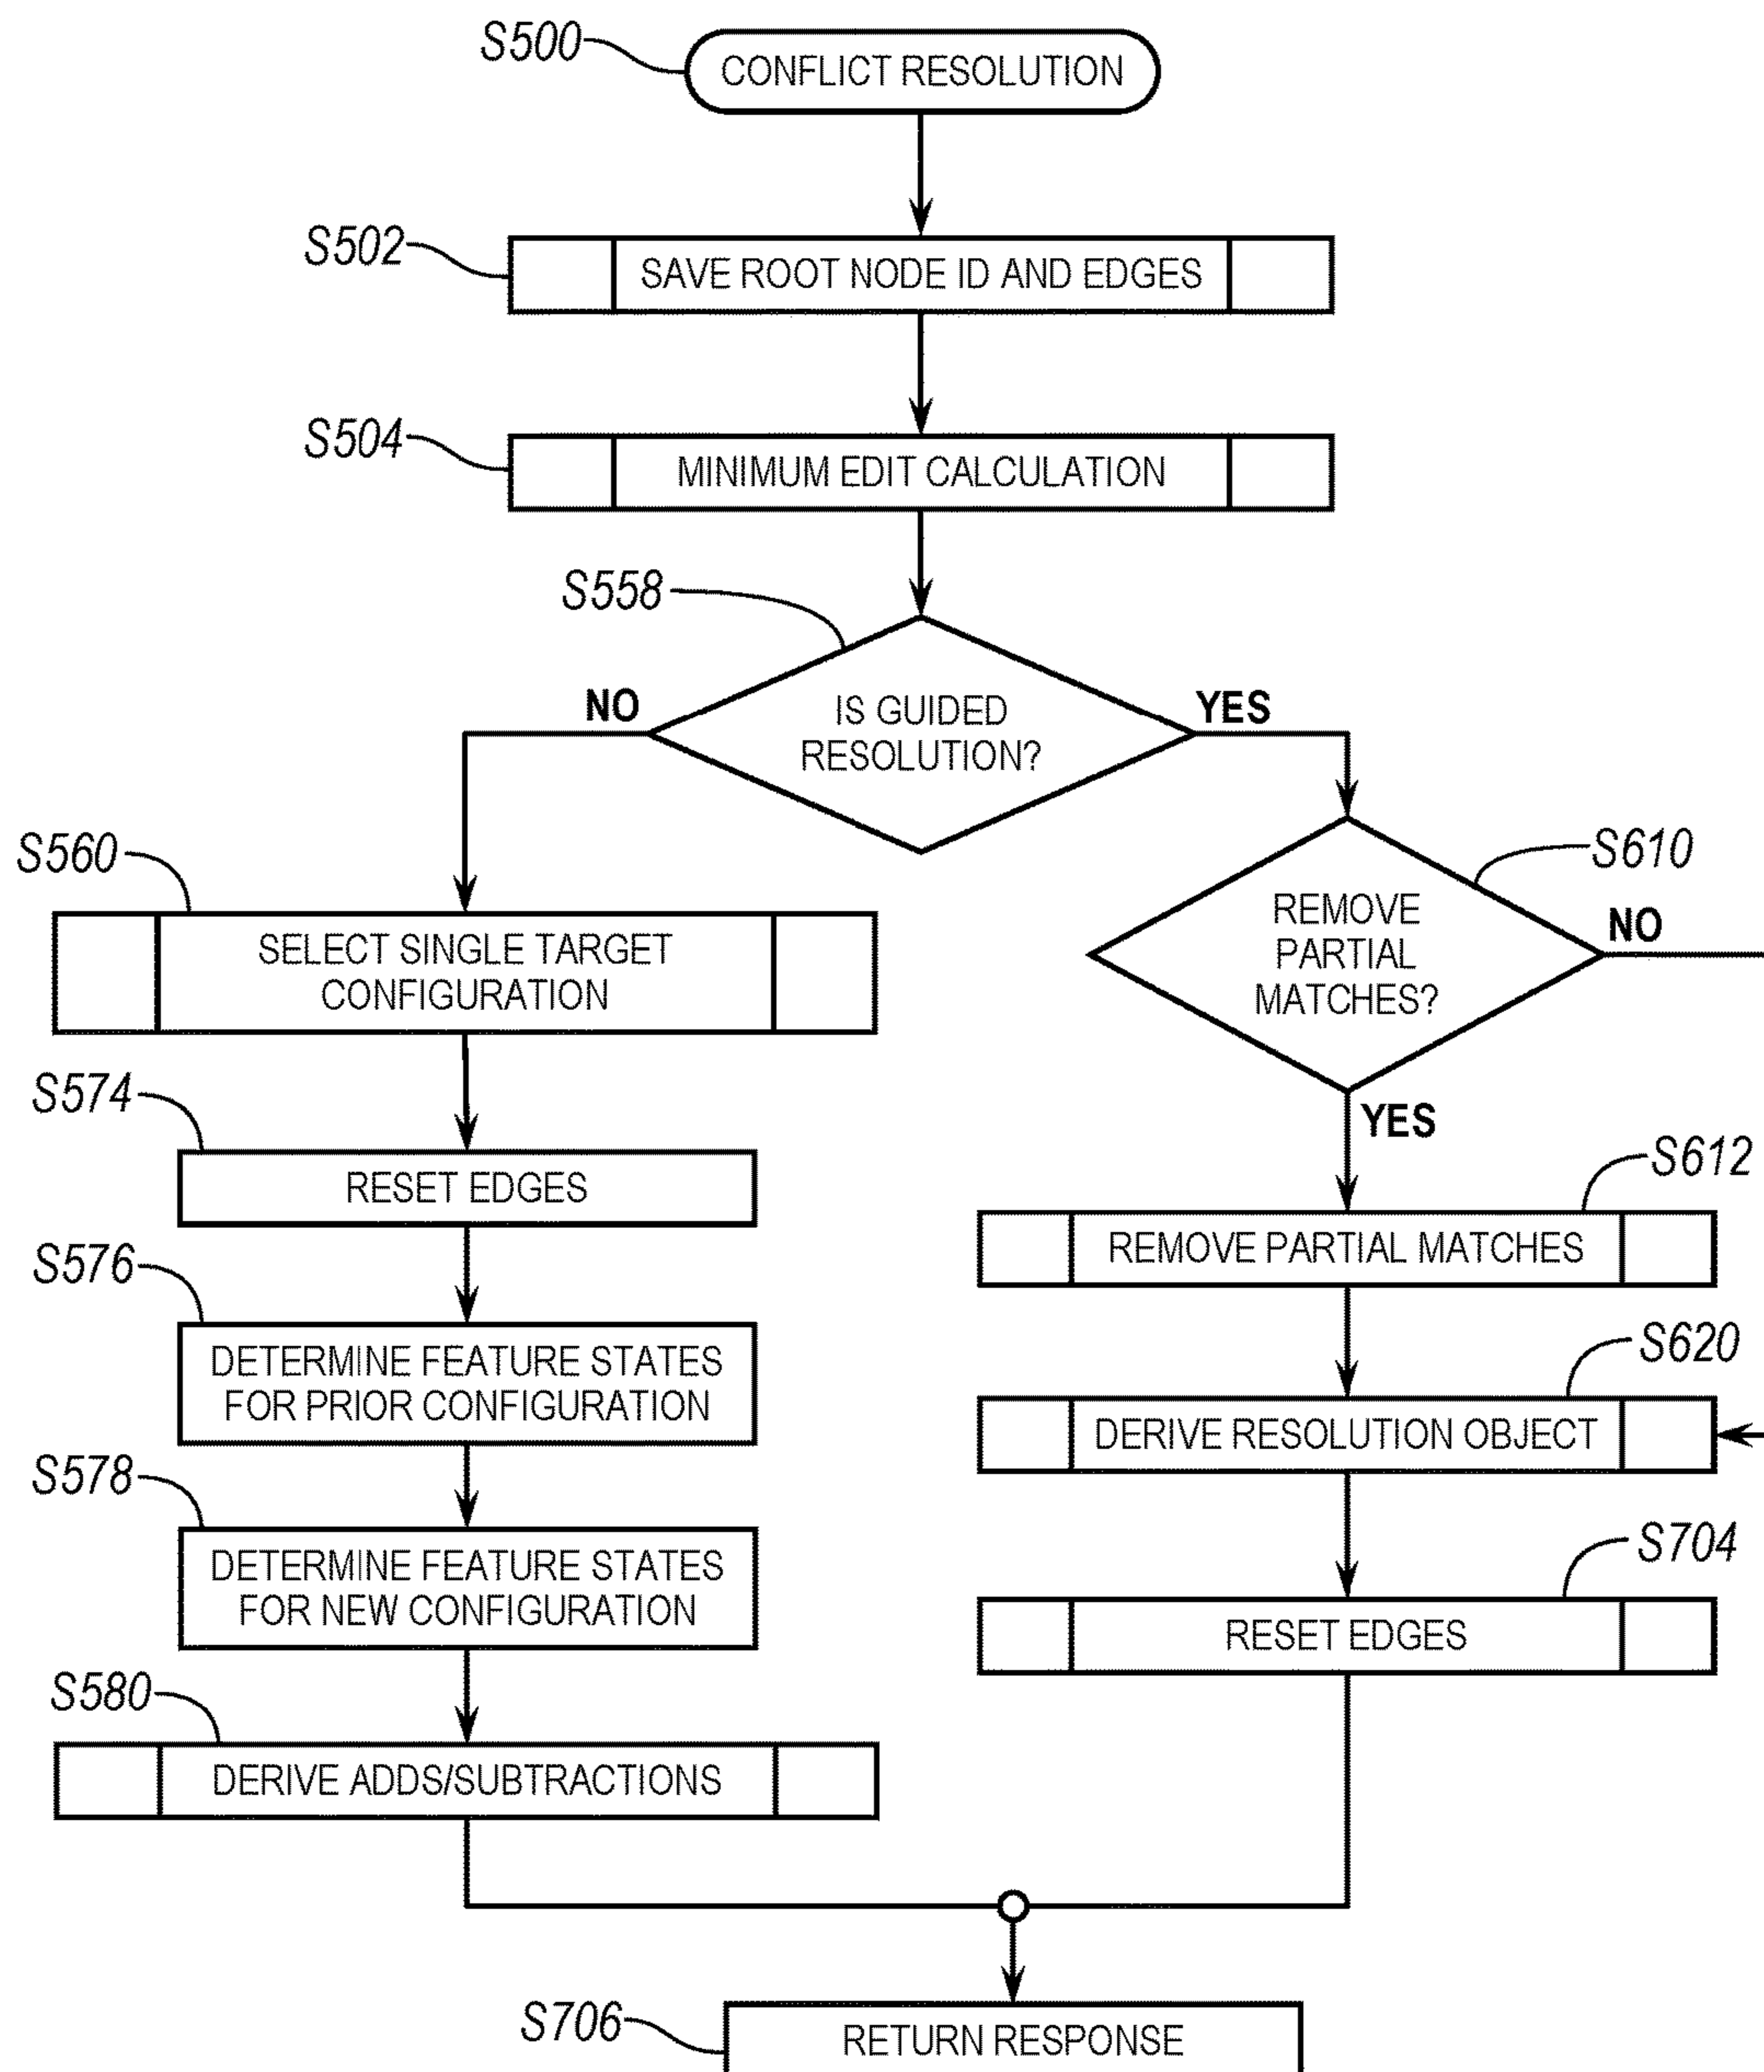 S500
CONFLICT RESOLUTION
S502
SAVE ROOT NODE ID AND EDGES
S504
MINIMUM EDIT CALCULATION
S558
NO
IS GUIDED
RESOLUTION?
YES
S560
SELECT SINGLE TARGET
CONFIGURATION
S610
REMOVE
PARTIAL
MATCHES?
NO
YES
S574
RESET EDGES
S612
REMOVE PARTIAL MATCHES
S576
DETERMINE FEATURE STATES
FOR PRIOR CONFIGURATION
S620
DERIVE RESOLUTION OBJECT
S578
DETERMINE FEATURE STATES
FOR NEW CONFIGURATION
S704
RESET EDGES
S580
DERIVE ADDS/SUBTRACTIONS
S706
RETURN RESPONSE